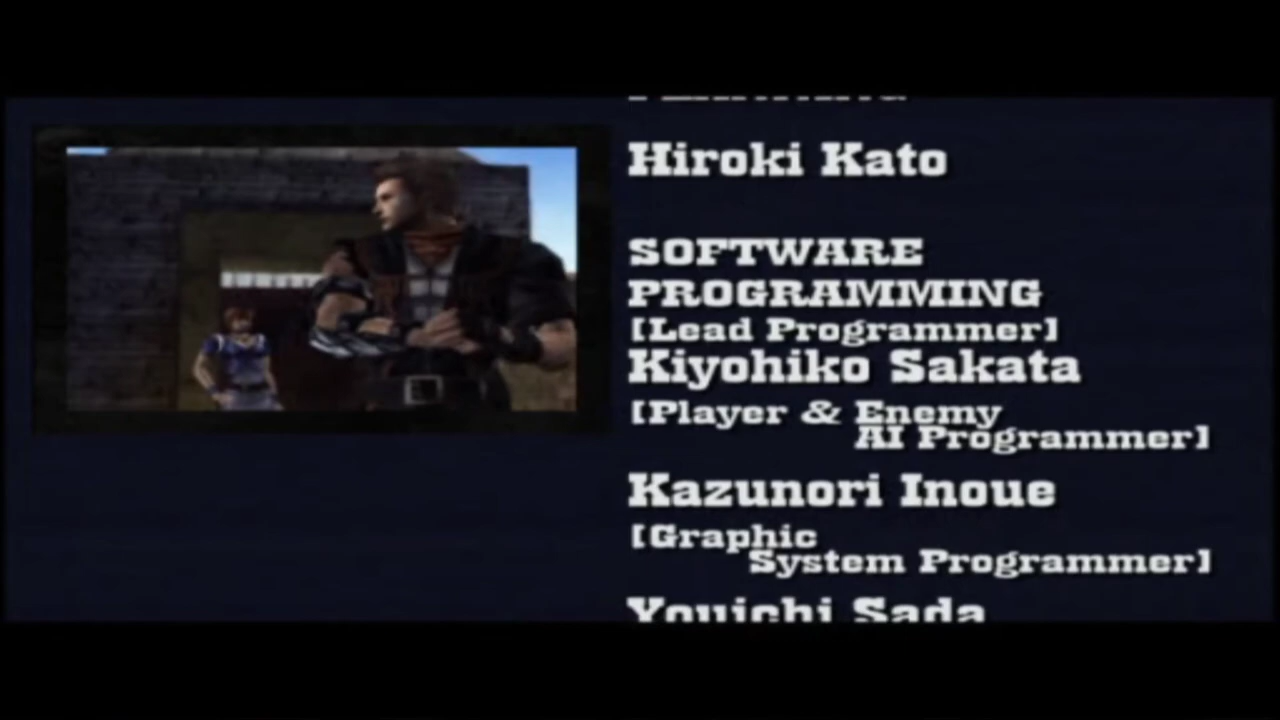 Hiroki Kato
SOFTWARE
PROGRAMMING
[Lead Programmer]
Kiyohiko Sakata
[Player & Enemy
AI Programmer]
Kazunori Inoue
[Graphic
System Programmer]
Youichi Sada